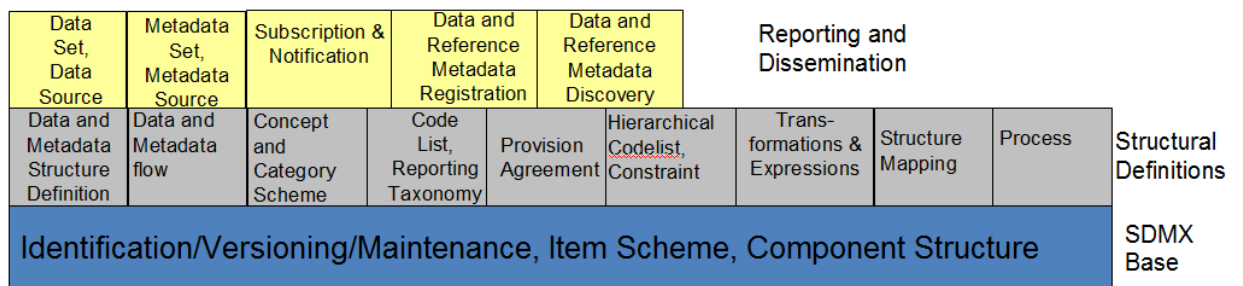 Data
Set,
Data
Source
Metadata
Set,
Metadata
Source
Subscription &
Notification
Data and
Reference
Metadata
Registration
Data and
Reference
Metadata
Discovery
Reporting and
Dissemination
Data and
Metadata
Structure
Definition
Data and
Metadata
flow
Concept
and
Category
Scheme
Code
List,
Reporting
Taxonomy
Provision
Agreement
Hierarchical
Codelist,
Constraint
Trans-
formations &
Expressions
Structure
Mapping
Process
Structural
Definitions
Identification/Versioning/Maintenance, Item Scheme, Component Structure
SDMX
Base